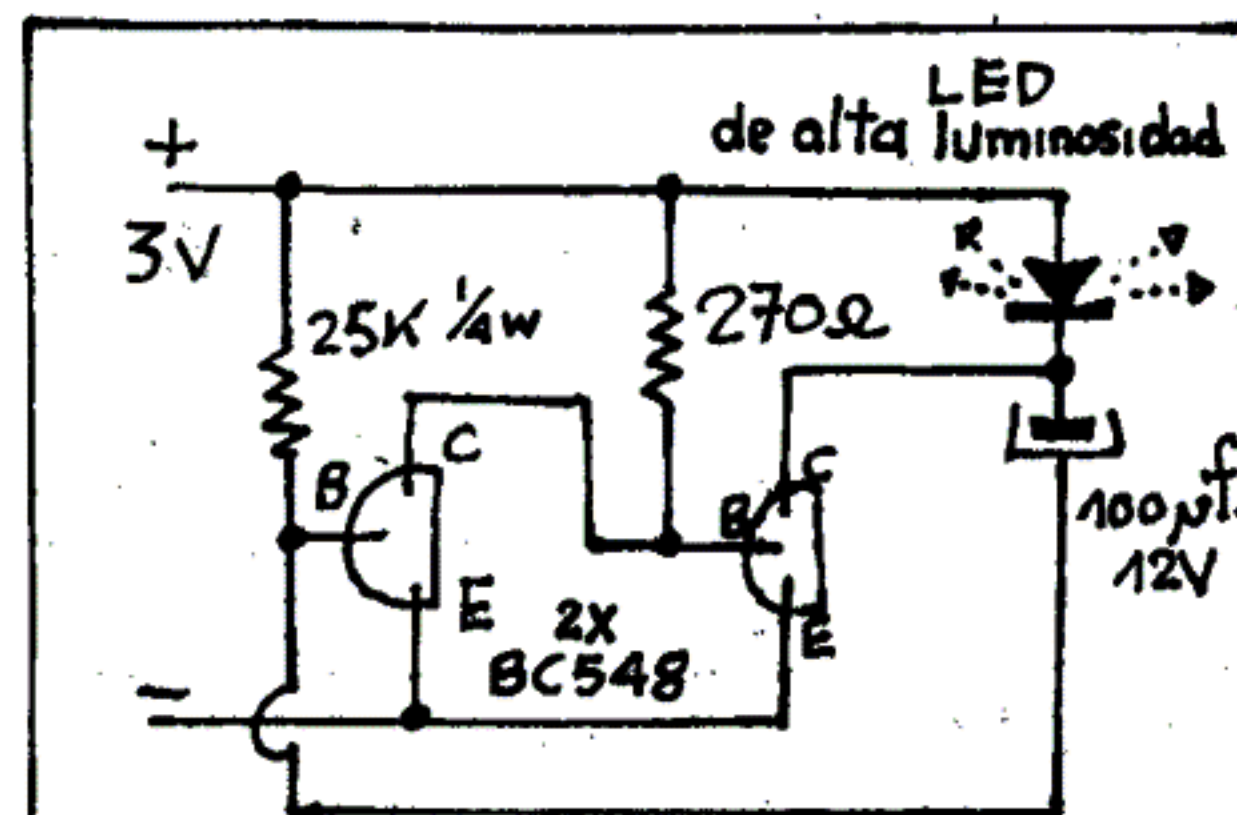 LED
de alta luminosidad
+
3V
R
25K 1/4w
270Ω
C
B
E
C
B
E
2X
BC548
100µf.
12V
-